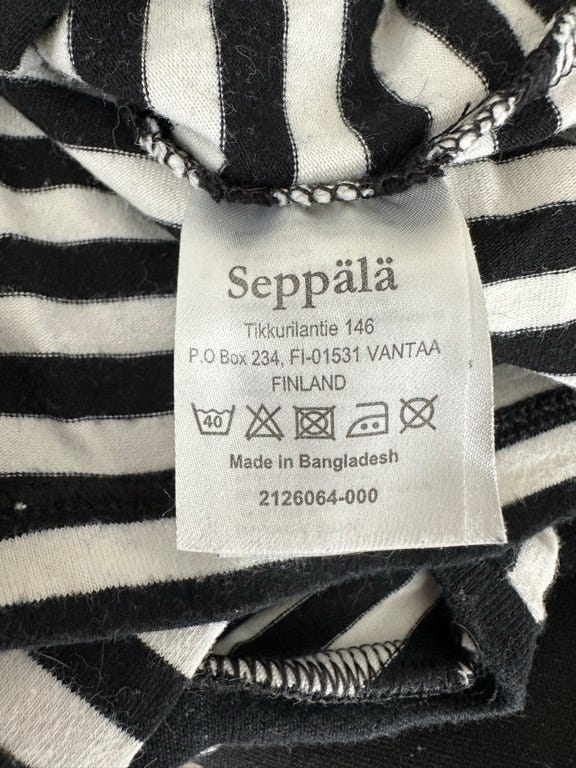 Seppälä
Tikkurilantie 146
P.O Box 234, FI-01531 VANTAA
FINLAND
40
Made in Bangladesh
2126064-000